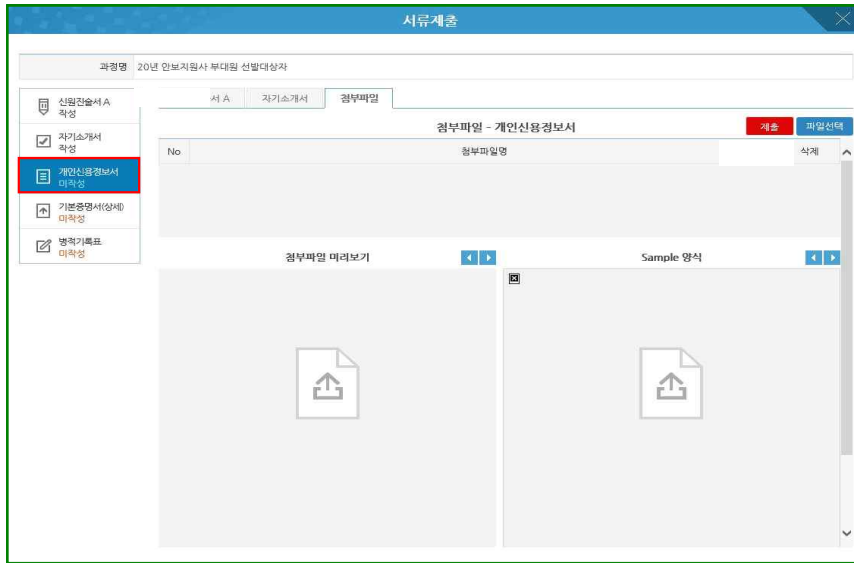 서류제출
과정명 20년 안보지원사 부대원 선발대상자
신원진술서 A
작성
자기소개서
작성
개인신용정보서
미작성
기본증명서(상세)
미작성
병적기록표
미작성
서 A 자기소개서 첨부파일
첨부파일 - 개인신용정보서 제출 파일선택
No 첨부파일명 삭제
첨부파일 미리보기 Sample 양식